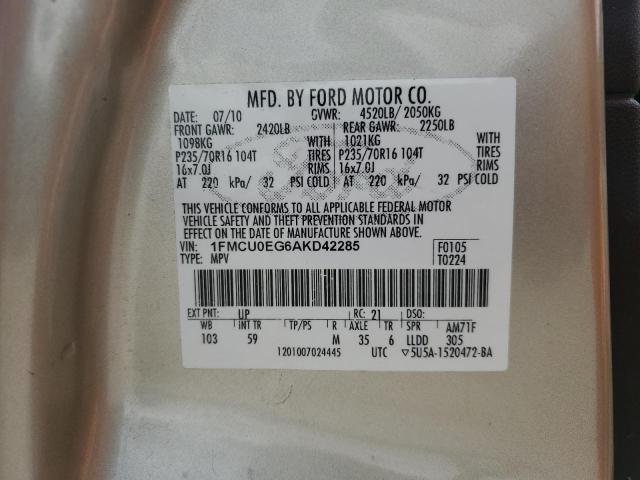 MFD. BY FORD MOTOR CO.
DATE: 07/10 GVWR: 4520LB/ 2050KG
FRONT GAWR: 2420LB REAR GAWR: 2250LB
1098KG WITH 1021KG WITH
P235/70R16 104T TIRES P235/70R16 104T TIRES
16x7.0J RIMS 16x7.0J RIMS
AT 220 kPa/ 32 PSI COLD AT 220 kPa/ 32 PSI COLD
Ford
THIS VEHICLE CONFORMS TO ALL APPLICABLE FEDERAL MOTOR
VEHICLE SAFETY AND THEFT PREVENTION STANDARDS IN
EFFECT ON THE DATE OF MANUFACTURE SHOWN ABOVE.
VIN: 1FMCU0EG6AKD42285 F0105
TYPE: MPV T0224
EXT PNT: UP RC: 21 DSO:
WB INT TR TP/PS R AXLE TR SPR AM71F
103 59 M 35 6 LLDD 305
1201007024445 UTC ▽5U5A-1520472-BA